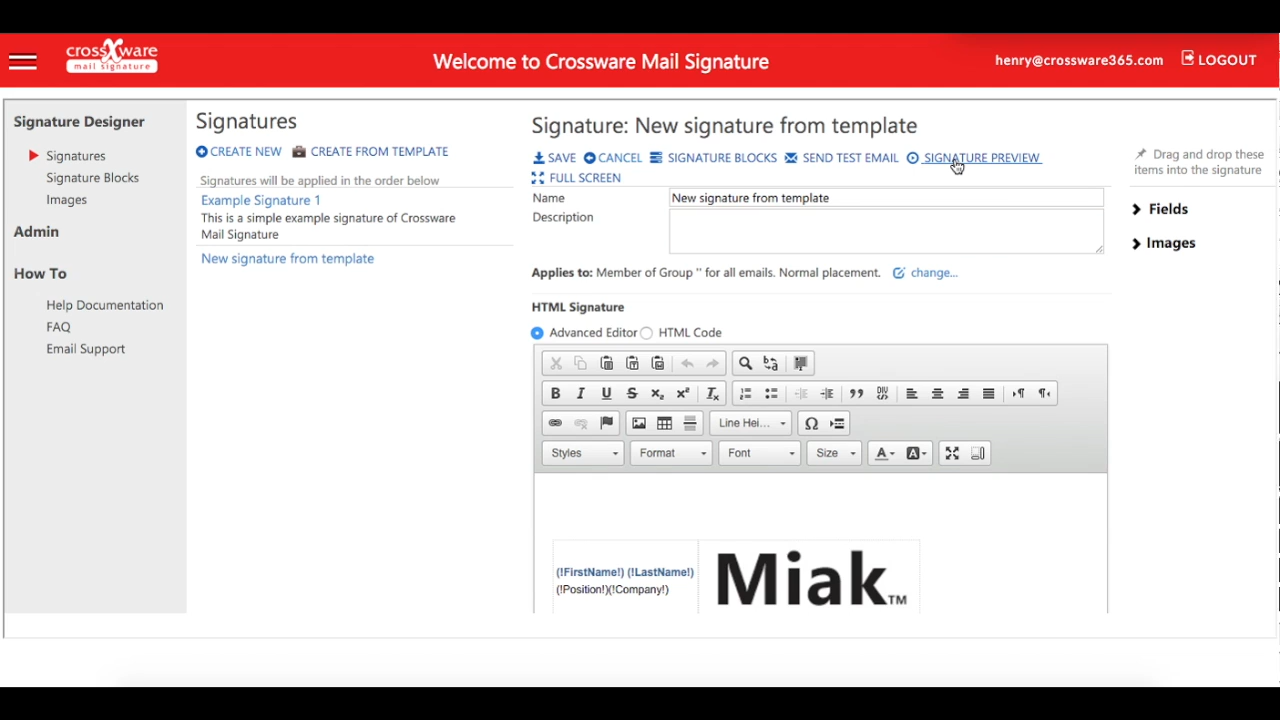 crossXware
mail signature
Welcome to Crossware Mail Signature
henry@crossware365.com LOGOUT
Signature Designer
Signatures
Signature Blocks
Images
Admin
How To
Help Documentation
FAQ
Email Support
Signatures
CREATE NEW CREATE FROM TEMPLATE
Signatures will be applied in the order below
Example Signature 1
This is a simple example signature of Crossware
Mail Signature
New signature from template
Signature: New signature from template
SAVE CANCEL SIGNATURE BLOCKS SEND TEST EMAIL SIGNATURE PREVIEW
FULL SCREEN
Name New signature from template
Description
Applies to: Member of Group '' for all emails. Normal placement. change...
HTML Signature
Advanced Editor HTML Code
Line Hei...
Styles Format Font Size
(!FirstName!) (!LastName!)
(!Position!)(!Company!)
Miak™
Drag and drop these
items into the signature
Fields
Images